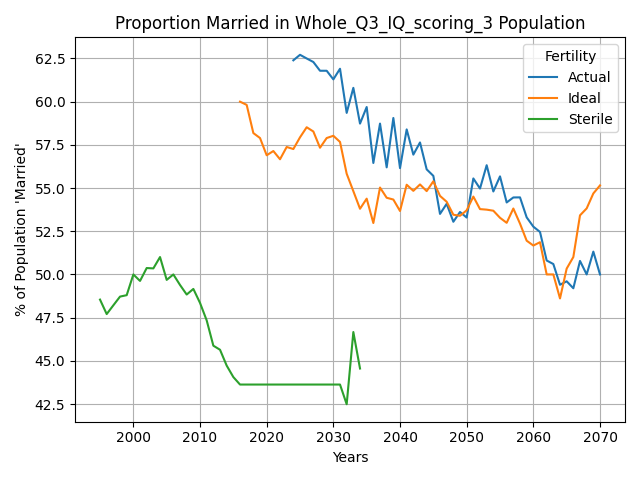 Proportion Married in Whole_Q3_IQ_scoring_3 Population
% of Population 'Married'
62.5
60.0
57.5
55.0
52.5
50.0
47.5
45.0
42.5
Fertility
Actual
Ideal
Sterile
2000 2010 2020 2030 2040 2050 2060 2070
Years